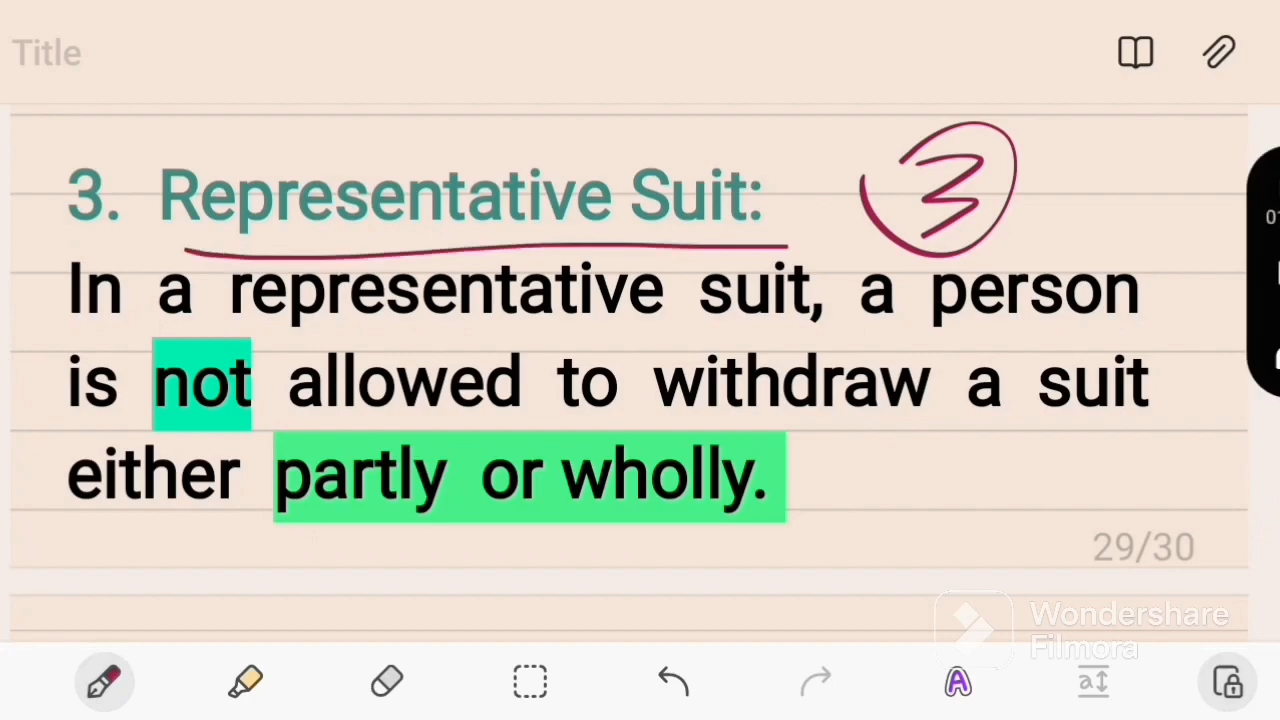 Title
3. Representative Suit:
3
In a representative suit, a person
is not allowed to withdraw a suit
either partly or wholly.
29/30
Wondershare
Filmora